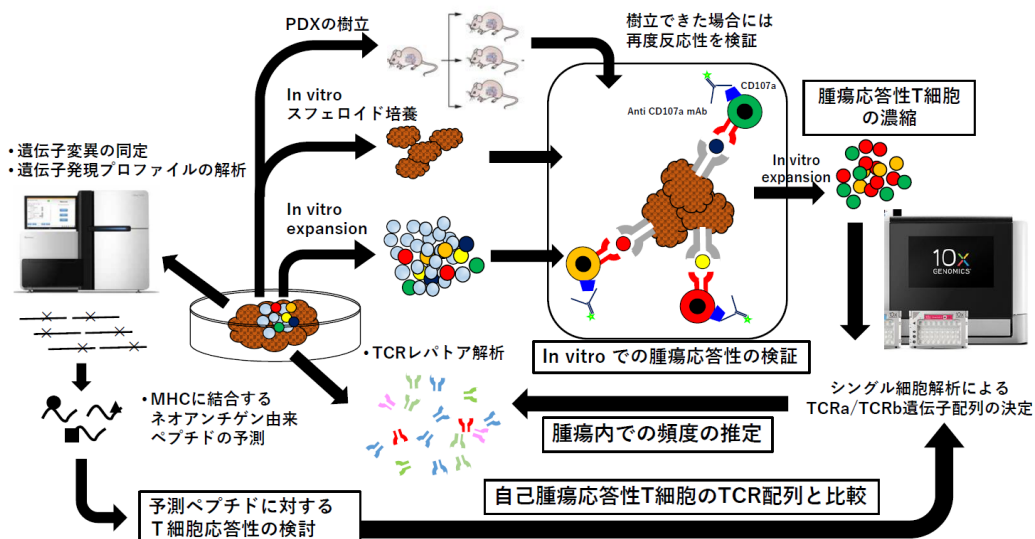 PDXの樹立
樹立できた場合には
再度反応性を検証
In vitro
スフェロイド培養
CD107a
Anti CD107a mAb
腫瘍応答性T細胞
の濃縮
•遺伝子変異の同定
•遺伝子発現プロファイルの解析
In vitro
expansion
In vitro
expansion
10x
GENOMICS
In vitro での腫瘍応答性の検証
•TCRレパトア解析
•MHCに結合する
ネオアンチゲン由来
ペプチドの予測
シングル細胞解析による
TCRa/TCRb遺伝子配列の決定
腫瘍内での頻度の推定
自己腫瘍応答性T細胞のTCR配列と比較
予測ペプチドに対する
T細胞応答性の検討